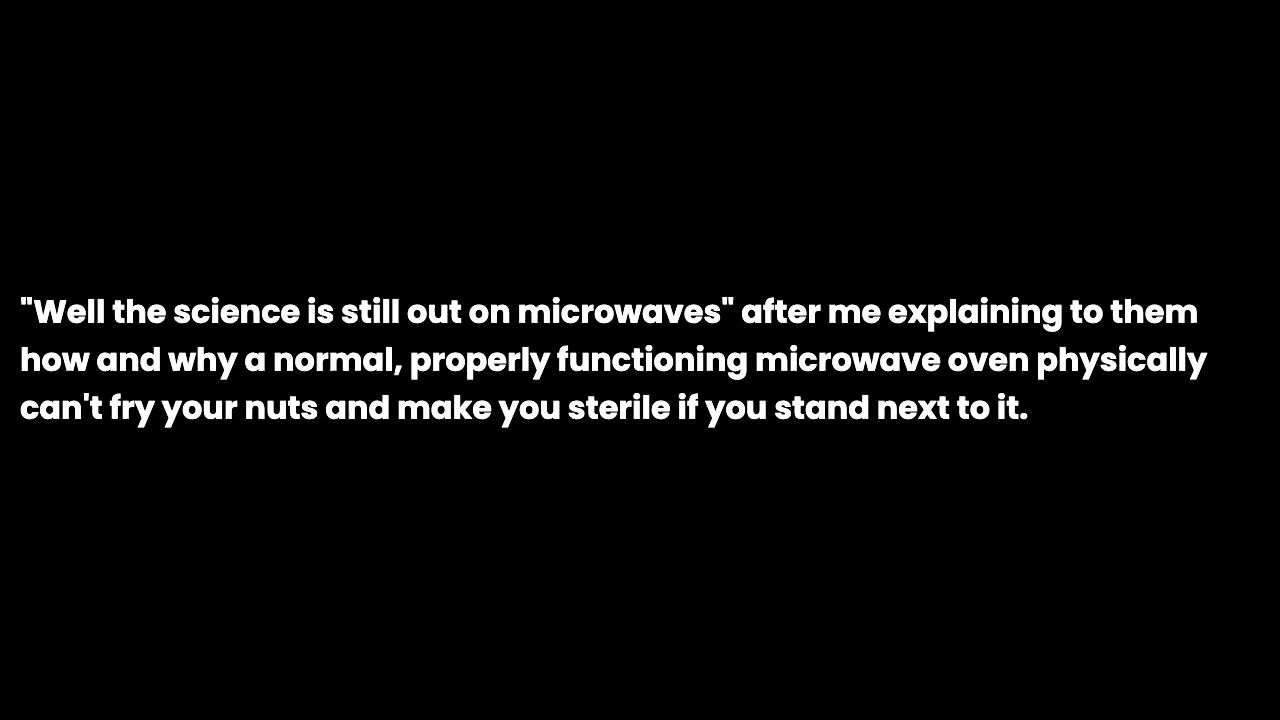 "Well the science is still out on microwaves" after me explaining to them
how and why a normal, properly functioning microwave oven physically
can't fry your nuts and make you sterile if you stand next to it.